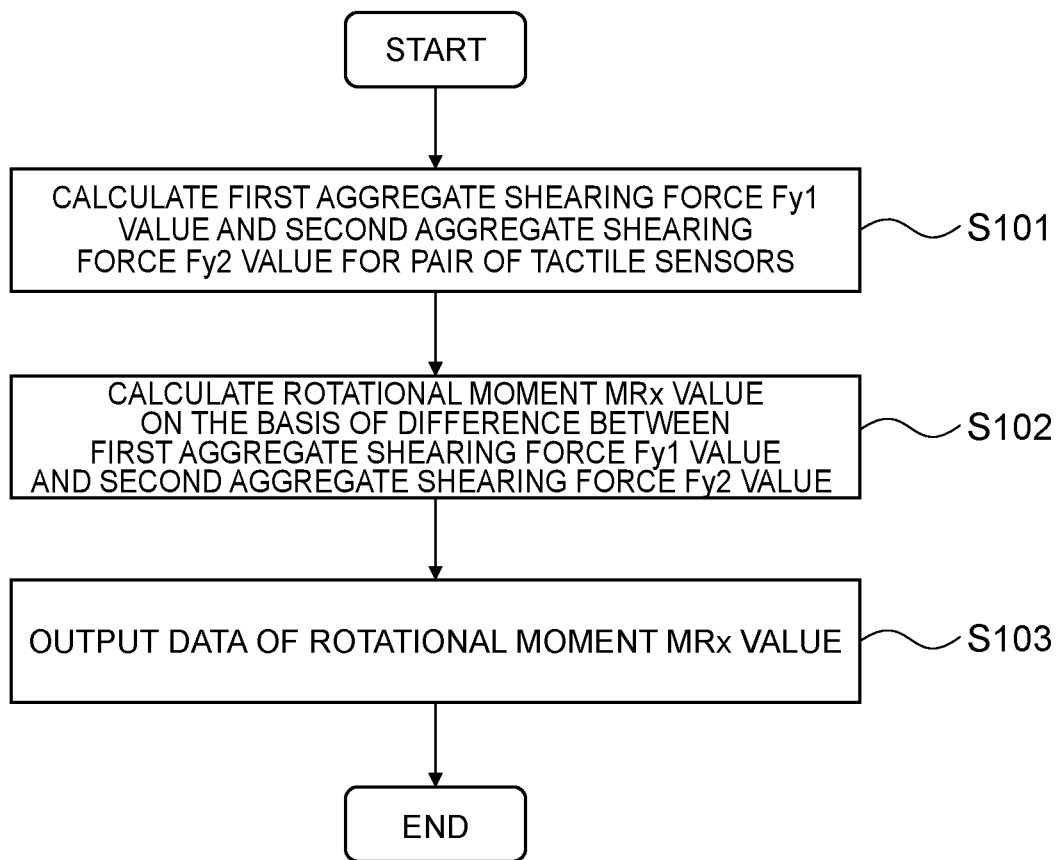 START
CALCULATE FIRST AGGREGATE SHEARING FORCE Fy1
VALUE AND SECOND AGGREGATE SHEARING
FORCE Fy2 VALUE FOR PAIR OF TACTILE SENSORS
S101
CALCULATE ROTATIONAL MOMENT MRx VALUE
ON THE BASIS OF DIFFERENCE BETWEEN
FIRST AGGREGATE SHEARING FORCE Fy1 VALUE
AND SECOND AGGREGATE SHEARING FORCE Fy2 VALUE
S102
OUTPUT DATA OF ROTATIONAL MOMENT MRx VALUE
S103
END